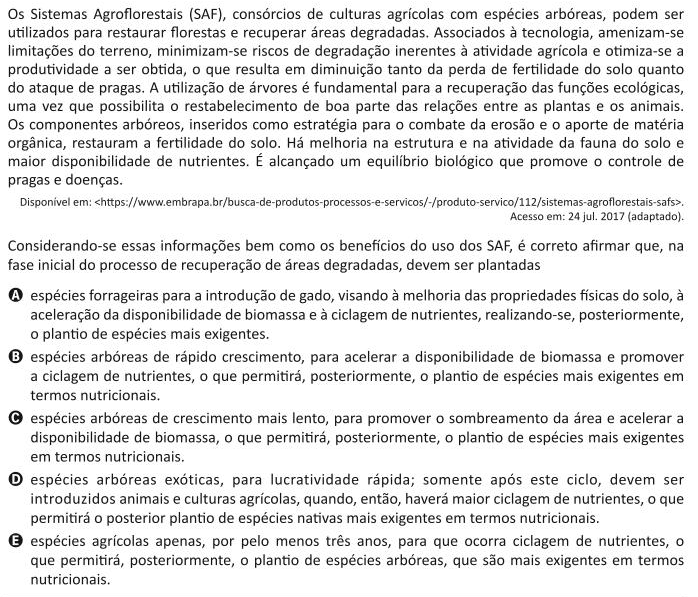 Os Sistemas Agroflorestais (SAF), consórcios de culturas agrícolas com espécies arbóreas, podem ser
utilizados para restaurar florestas e recuperar áreas degradadas. Associados à tecnologia, amenizam-se
limitações do terreno, minimizam-se riscos de degradação inerentes à atividade agrícola e otimiza-se a
produtividade a ser obtida, o que resulta em diminuição tanto da perda de fertilidade do solo quanto
do ataque de pragas. A utilização de árvores é fundamental para a recuperação das funções ecológicas,
uma vez que possibilita o restabelecimento de boa parte das relações entre as plantas e os animais.
Os componentes arbóreos, inseridos como estratégia para o combate da erosão e o aporte de matéria
orgânica, restauram a fertilidade do solo. Há melhoria na estrutura e na atividade da fauna do solo e
maior disponibilidade de nutrientes. É alcançado um equilíbrio biológico que promove o controle de
pragas e doenças.
Disponível em: <https://www.embrapa.br/busca-de-produtos-processos-e-servicos/-/produto-servico/112/sistemas-agroflorestais-safs>.
Acesso em: 24 jul. 2017 (adaptado).
Considerando-se essas informações bem como os benefícios do uso dos SAF, é correto afirmar que, na
fase inicial do processo de recuperação de áreas degradadas, devem ser plantadas
A espécies forrageiras para a introdução de gado, visando à melhoria das propriedades físicas do solo, à
aceleração da disponibilidade de biomassa e à ciclagem de nutrientes, realizando-se, posteriormente,
o plantio de espécies mais exigentes.
B espécies arbóreas de rápido crescimento, para acelerar a disponibilidade de biomassa e promover
a ciclagem de nutrientes, o que permitirá, posteriormente, o plantio de espécies mais exigentes em
termos nutricionais.
C espécies arbóreas de crescimento mais lento, para promover o sombreamento da área e acelerar a
disponibilidade de biomassa, o que permitirá, posteriormente, o plantio de espécies mais exigentes
em termos nutricionais.
D espécies arbóreas exóticas, para lucratividade rápida; somente após este ciclo, devem ser
introduzidos animais e culturas agrícolas, quando, então, haverá maior ciclagem de nutrientes, o que
permitirá o posterior plantio de espécies nativas mais exigentes em termos nutricionais.
E espécies agrícolas apenas, por pelo menos três anos, para que ocorra ciclagem de nutrientes, o
que permitirá, posteriormente, o plantio de espécies arbóreas, que são mais exigentes em termos
nutricionais.